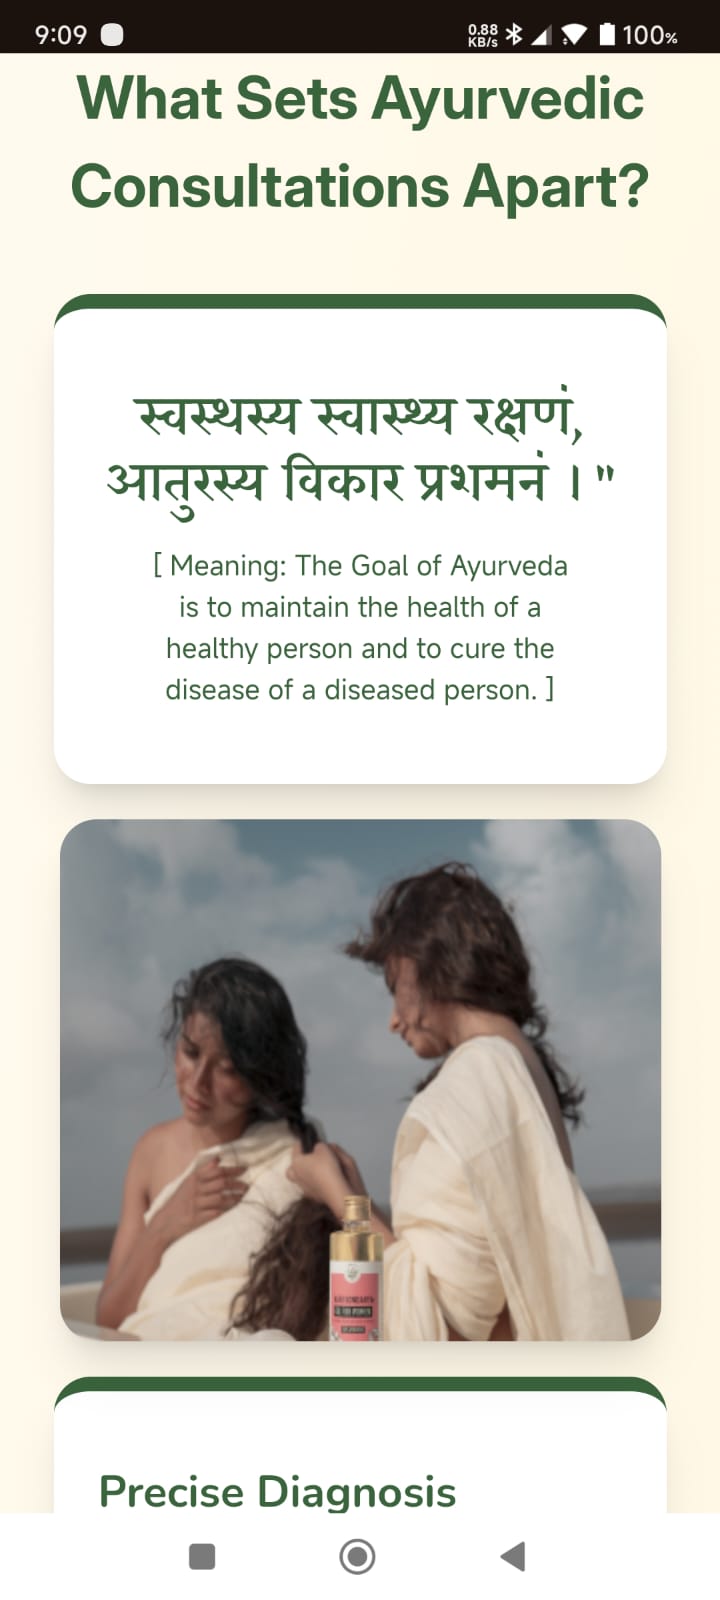 9:09
0.88
KB/s
100%
What Sets Ayurvedic
Consultations Apart?
स्वस्थस्य स्वास्थ्य रक्षणं,
आतुरस्य विकार प्रशमनं । "
[ Meaning: The Goal of Ayurveda
is to maintain the health of a
healthy person and to cure the
disease of a diseased person. ]
Precise Diagnosis